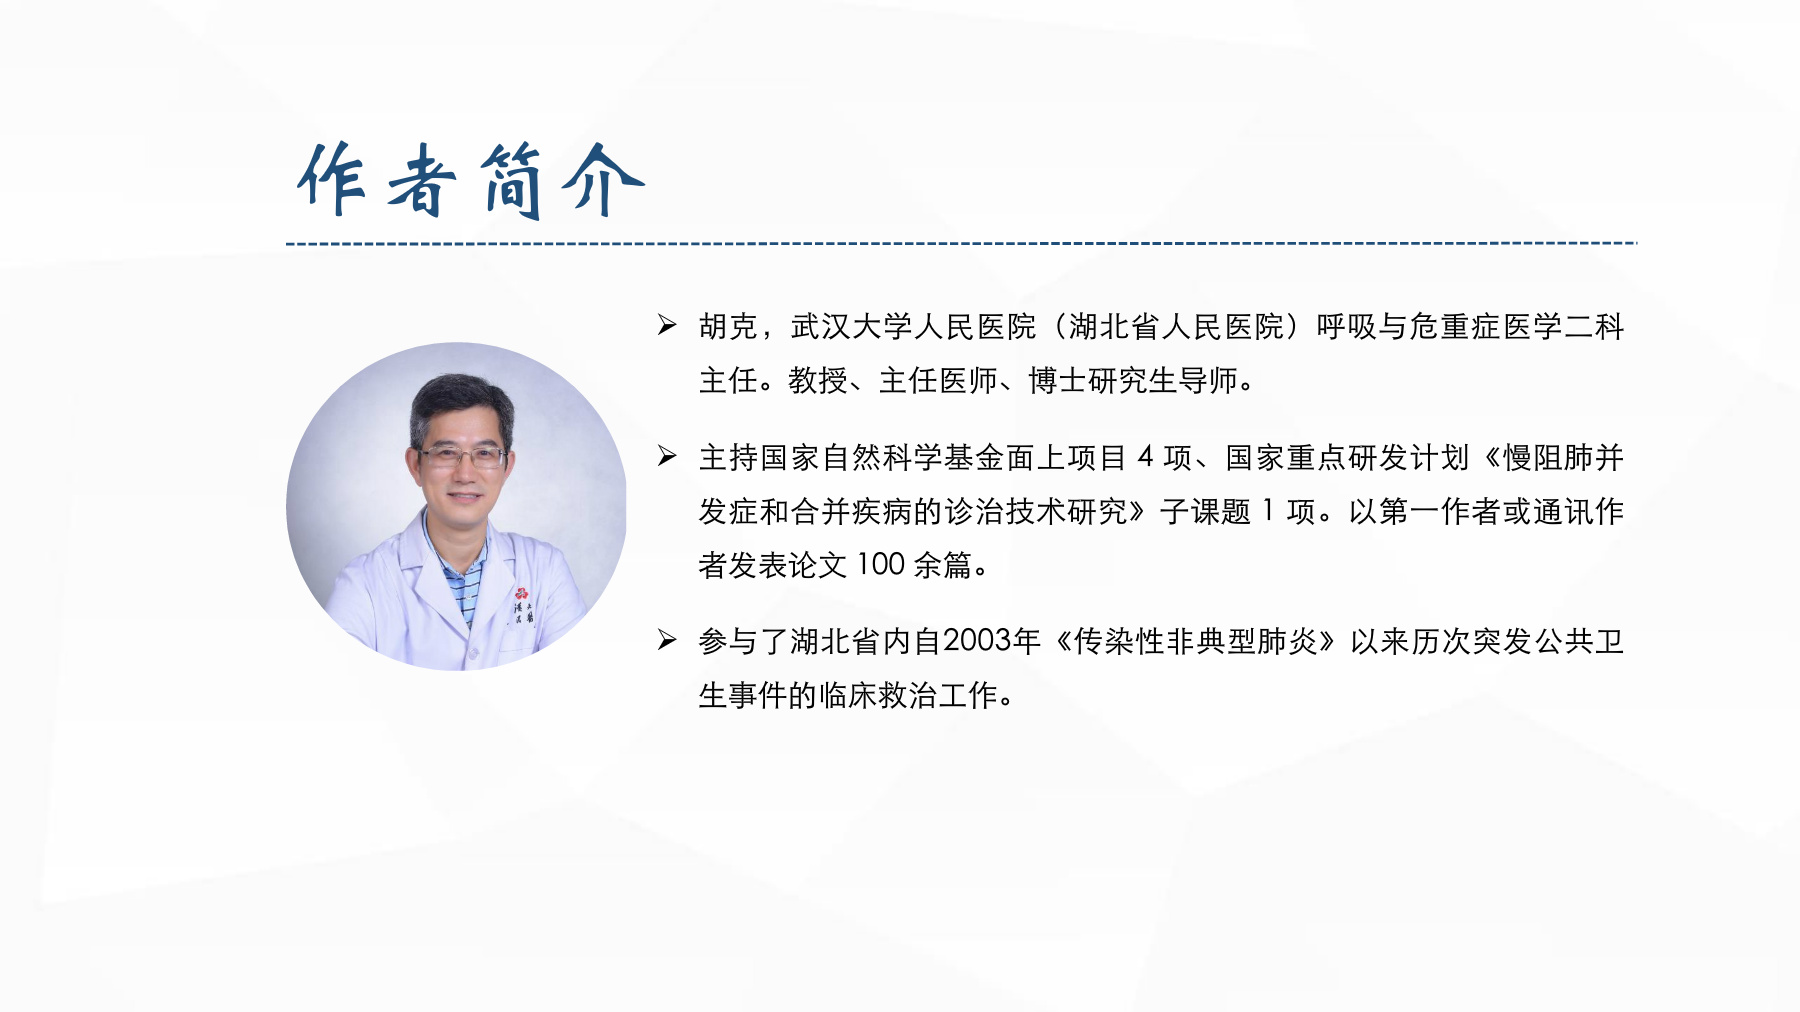 作者简介
胡克，武汉大学人民医院（湖北省人民医院）呼吸与危重症医学二科
主任。教授、主任医师、博士研究生导师。
主持国家自然科学基金面上项目 4 项、国家重点研发计划《慢阻肺并
发症和合并疾病的诊治技术研究》子课题 1 项。以第一作者或通讯作
者发表论文 100 余篇。
参与了湖北省内自2003年《传染性非典型肺炎》以来历次突发公共卫
生事件的临床救治工作。